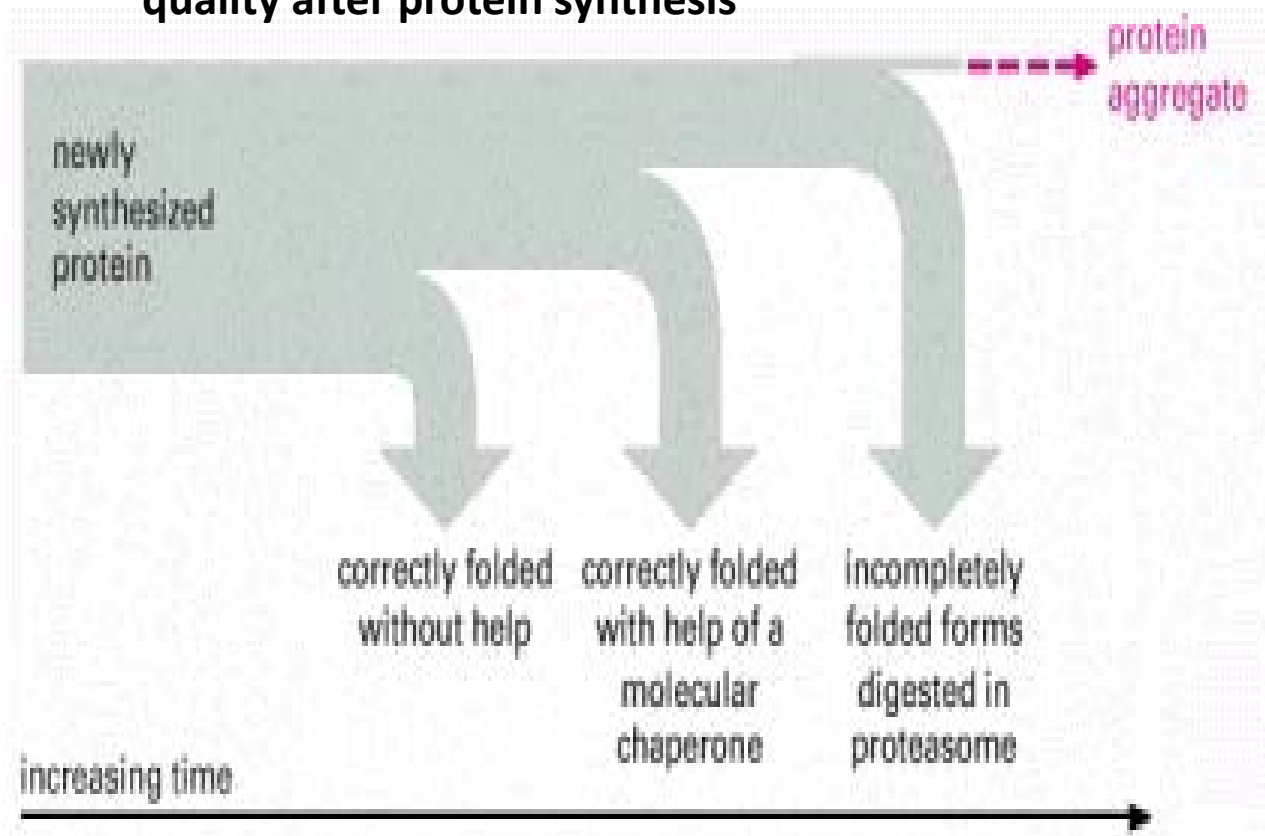 quality after protein synthesis
protein
aggregate
newly
synthesized
protein
correctly folded
without help
correctly folded
with help of a
molecular
chaperone
incompletely
folded forms
digested in
proteasome
increasing time